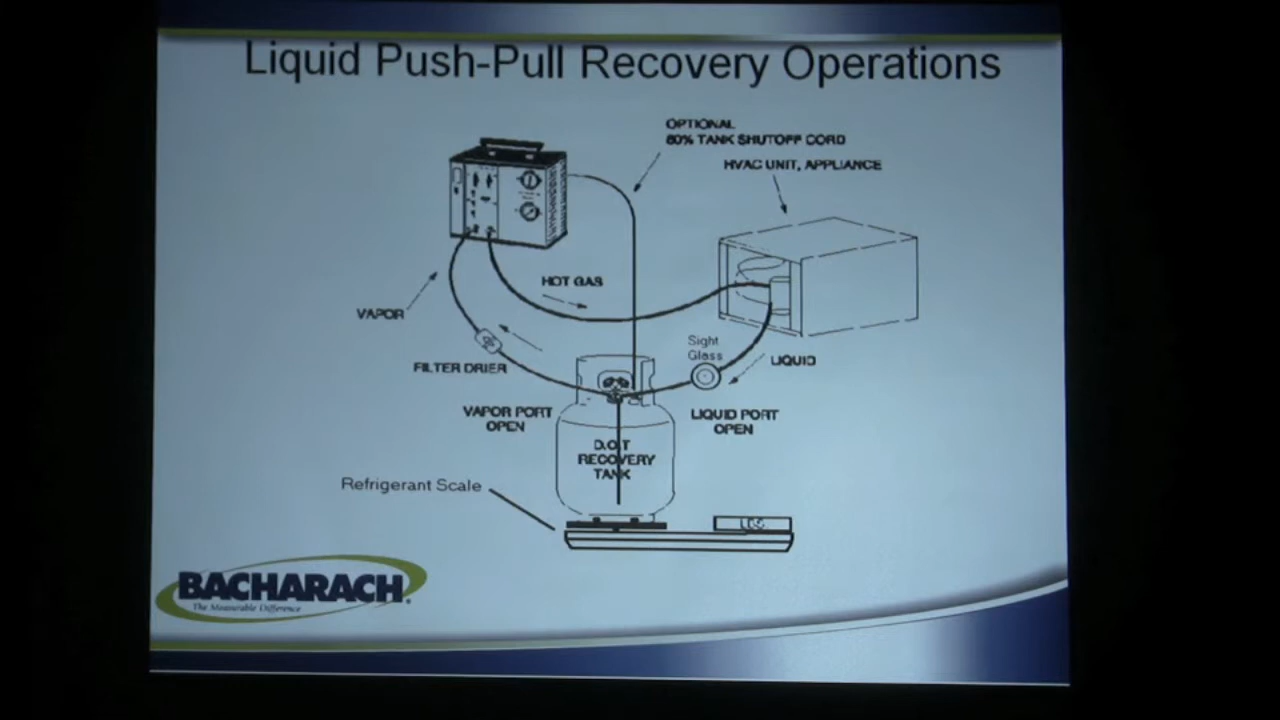 Liquid Push-Pull Recovery Operations
OPTIONAL
80% TANK SHUTOFF CORD
HVAC UNIT, APPLIANCE
HOT GAS
VAPOR
Sight
Glass
LIQUID
FILTER DRIER
VAPOR PORT
OPEN
LIQUID PORT
OPEN
D.O.T
RECOVERY
TANK
Refrigerant Scale
LBS
BACHARACH
The Measurable Difference